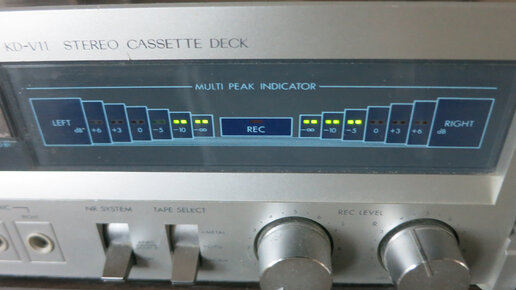 KD-V11 STEREO CASSETTE DECK
MULTI PEAK INDICATOR
LEFT dB +6 +3 0 -5 -10 -∞ REC -∞ -10 -5 0 +3 +6 dB RIGHT
NR SYSTEM TAPE SELECT REC LEVEL
RIGHT
METAL